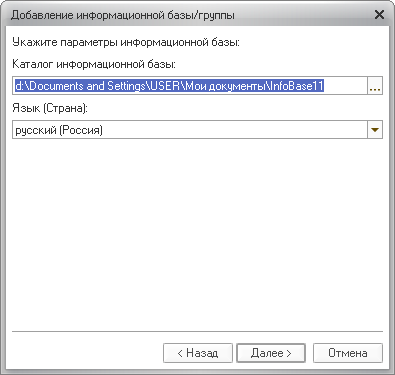 Добавление информационной базы/группы
Укажите параметры информационной базы:
Каталог информационной базы:
d:\Documents and Settings\USER\Мои документы\InfoBase11 ...
Язык (Страна):
русский (Россия)
< Назад Далее > Отмена